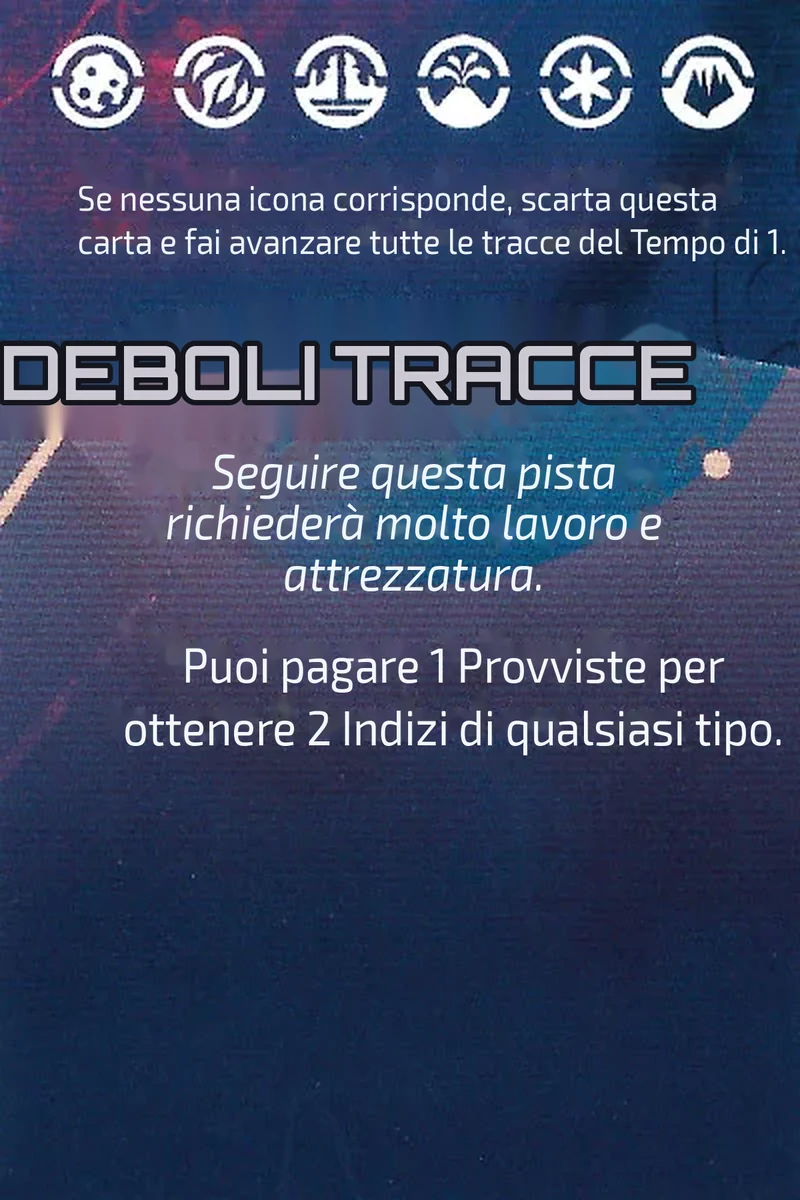 Se nessuna icona corrisponde, scarta questa
carta e fai avanzare tutte le tracce del Tempo di 1.
DEBOLI TRACCE
Seguire questa pista
richiederà molto lavoro e
attrezzatura.
Puoi pagare 1 Provviste per
ottenere 2 Indizi di qualsiasi tipo.